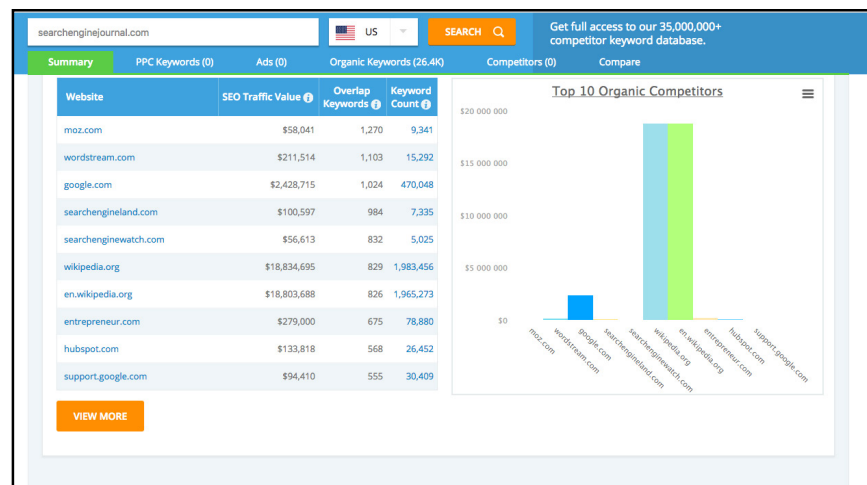 searchenginejournal.com
US
SEARCH
Get full access to our 35,000,000+
competitor keyword database.
Summary PPC Keywords (0) Ads (0) Organic Keywords (26.4K) Competitors (0) Compare
Website SEO Traffic Value Overlap Keywords Keyword Count
moz.com $58,041 1,270 9,341
wordstream.com $211,514 1,103 15,292
google.com $2,428,715 1,024 470,048
searchengineland.com $100,597 984 7,335
searchenginewatch.com $56,613 832 5,025
wikipedia.org $18,834,695 829 1,983,456
en.wikipedia.org $18,803,688 826 1,965,273
entrepreneur.com $279,000 675 78,880
hubspot.com $133,818 568 26,452
support.google.com $94,410 555 30,409
VIEW MORE
Top 10 Organic Competitors
$20 000 000
$15 000 000
$10 000 000
$5 000 000
$0
moz.com
wordstream.com
google.com
searchengineland.com
searchenginewatch.com
wikipedia.org
en.wikipedia.org
entrepreneur.com
hubspot.com
support.google.com